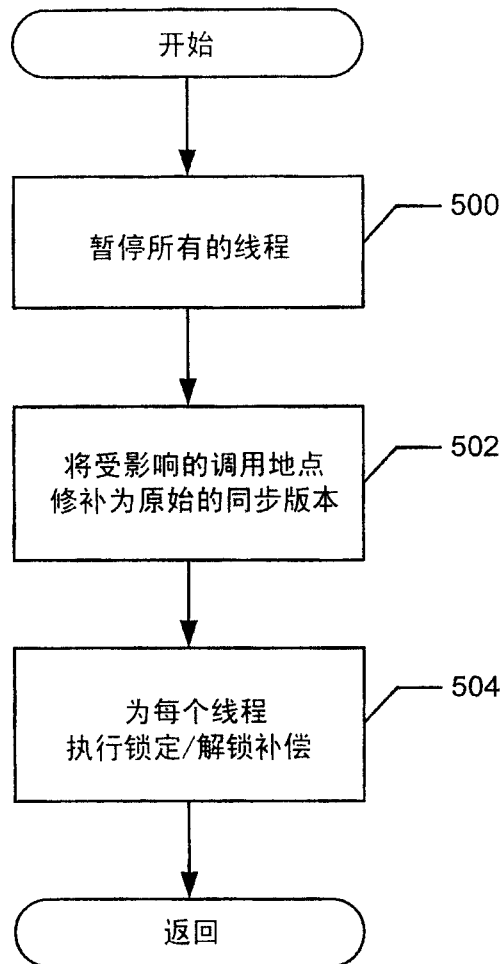 开始
500
暂停所有的线程
502
将受影响的调用地点
修补为原始的同步版本
504
为每个线程
执行锁定/解锁补偿
返回